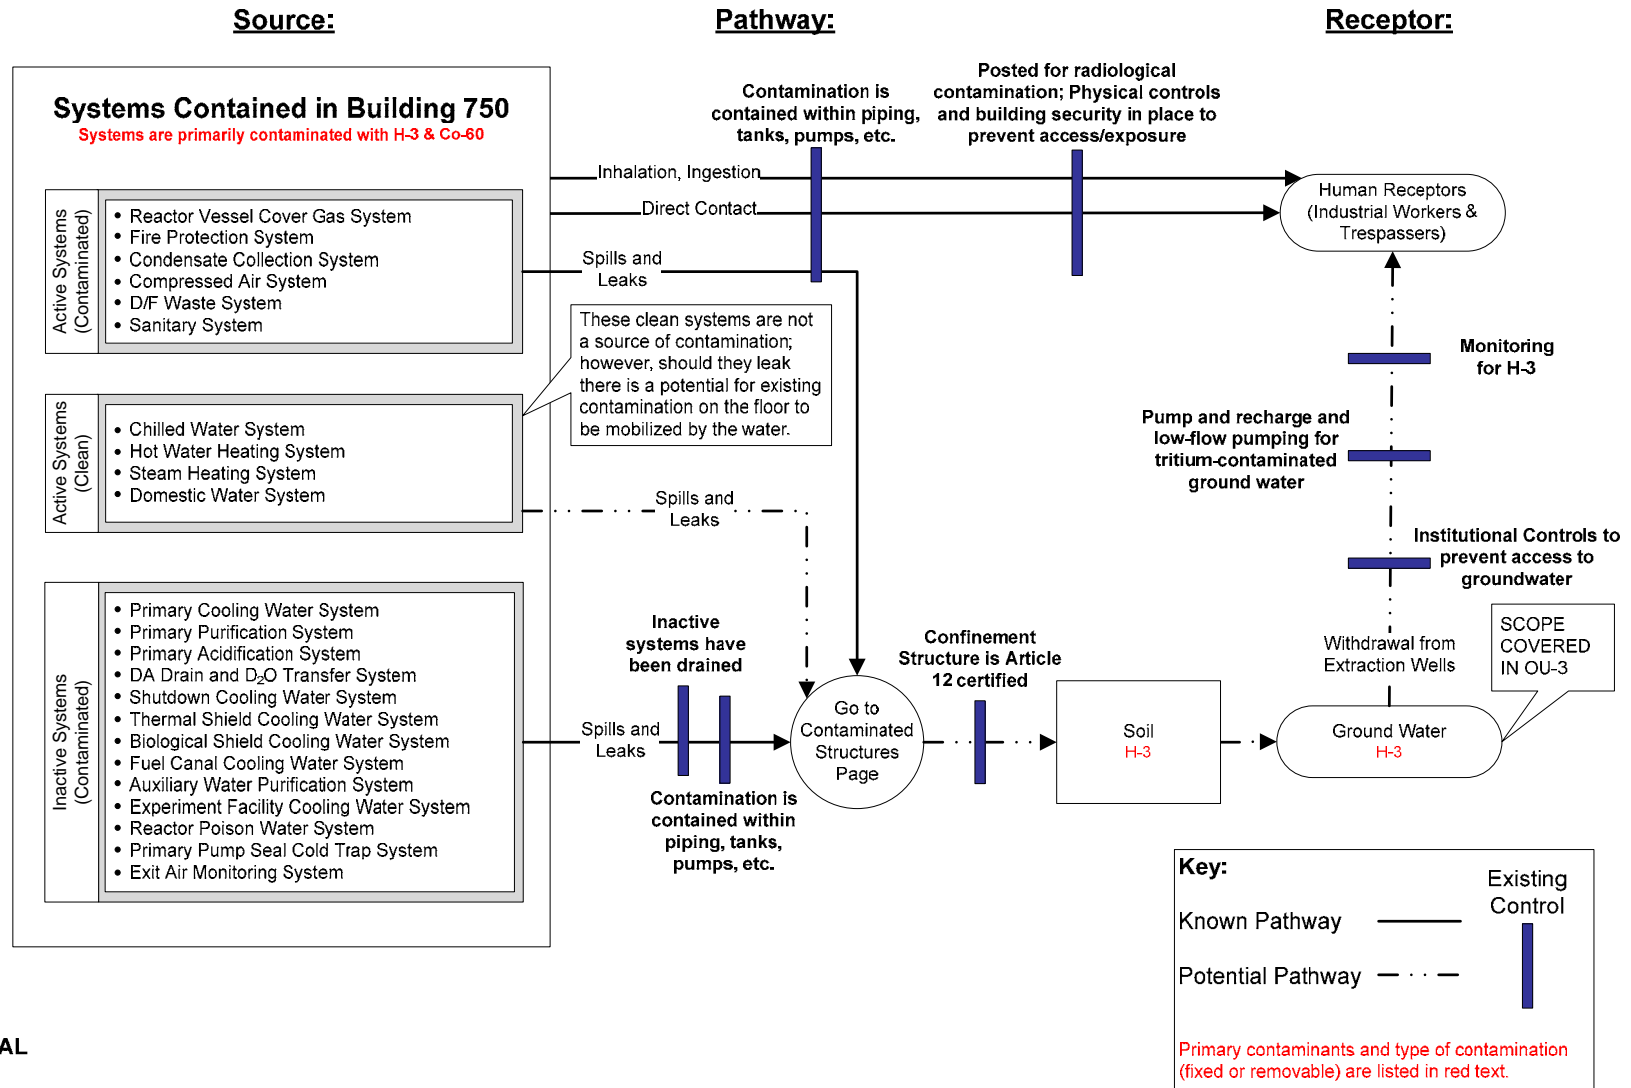 Source:
Pathway:
Receptor:
Systems Contained in Building 750
Systems are primarily contaminated with H-3 & Co-60
Active Systems
(Contaminated)
• Reactor Vessel Cover Gas System
• Fire Protection System
• Condensate Collection System
• Compressed Air System
• D/F Waste System
• Sanitary System
Active Systems
(Clean)
• Chilled Water System
• Hot Water Heating System
• Steam Heating System
• Domestic Water System
Inactive Systems
(Contaminated)
• Primary Cooling Water System
• Primary Purification System
• Primary Acidification System
• DA Drain and D₂O Transfer System
• Shutdown Cooling Water System
• Thermal Shield Cooling Water System
• Biological Shield Cooling Water System
• Fuel Canal Cooling Water System
• Auxiliary Water Purification System
• Experiment Facility Cooling Water System
• Reactor Poison Water System
• Primary Pump Seal Cold Trap System
• Exit Air Monitoring System
Contamination is
contained within piping,
tanks, pumps, etc.
Posted for radiological
contamination; Physical controls
and building security in place to
prevent access/exposure
Inhalation, Ingestion
Direct Contact
Spills and
Leaks
These clean systems are not
a source of contamination;
however, should they leak
there is a potential for existing
contamination on the floor to
be mobilized by the water.
Spills and
Leaks
Inactive
systems have
been drained
Spills and
Leaks
Contamination is
contained within
piping, tanks,
pumps, etc.
Go to
Contaminated
Structures
Page
Confinement
Structure is Article
12 certified
Soil
H-3
Human Receptors
(Industrial Workers &
Trespassers)
Monitoring
for H-3
Pump and recharge and
low-flow pumping for
tritium-contaminated
ground water
Institutional Controls to
prevent access to
groundwater
Withdrawal from
Extraction Wells
SCOPE
COVERED
IN OU-3
Ground Water
H-3
Key:
Existing
Control
Known Pathway
Potential Pathway
Primary contaminants and type of contamination
(fixed or removable) are listed in red text.
AL